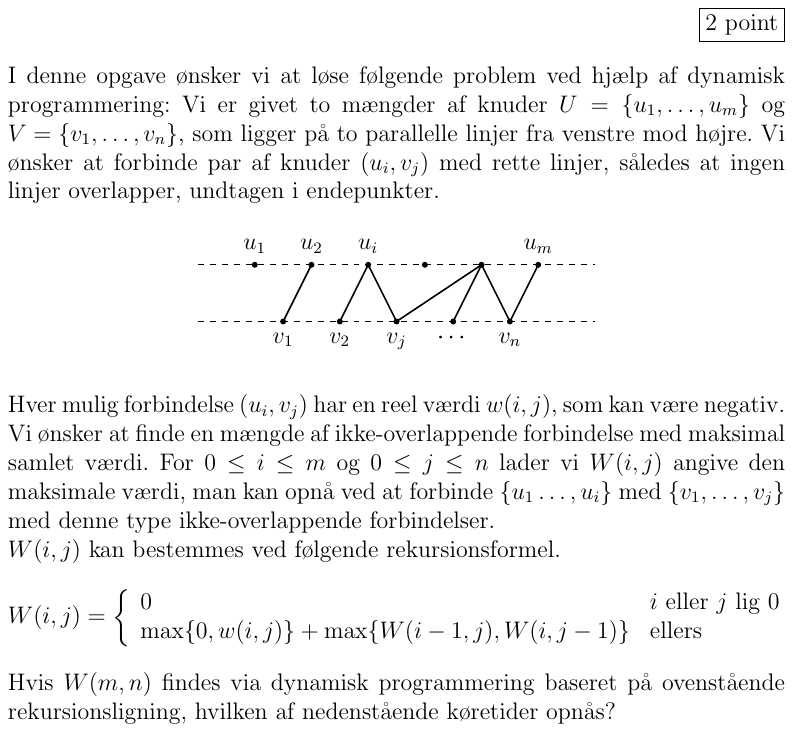 2 point
I denne opgave ønsker vi at løse følgende problem ved hjælp af dynamisk
programmering: Vi er givet to mængder af knuder U = {u₁, . . . , uₘ} og
V = {v₁, . . . , vₙ}, som ligger på to parallelle linjer fra venstre mod højre. Vi
ønsker at forbinde par af knuder (uᵢ, vⱼ) med rette linjer, således at ingen
linjer overlapper, undtagen i endepunkter.
u₁ u₂ uᵢ uₘ
v₁ v₂ vⱼ · · · vₙ
Hver mulig forbindelse (uᵢ, vⱼ) har en reel værdi w(i, j), som kan være negativ.
Vi ønsker at finde en mængde af ikke-overlappende forbindelse med maksimal
samlet værdi. For 0 ≤ i ≤ m og 0 ≤ j ≤ n lader vi W(i, j) angive den
maksimale værdi, man kan opnå ved at forbinde {u₁ . . . , uᵢ} med {v₁, . . . , vⱼ}
med denne type ikke-overlappende forbindelser.
W(i, j) kan bestemmes ved følgende rekursionsformel.
W(i, j) = { 0 i eller j lig 0
max{0, w(i, j)} + max{W(i − 1, j), W(i, j − 1)} ellers
Hvis W(m, n) findes via dynamisk programmering baseret på ovenstående
rekursionsligning, hvilken af nedenstående køretider opnås?